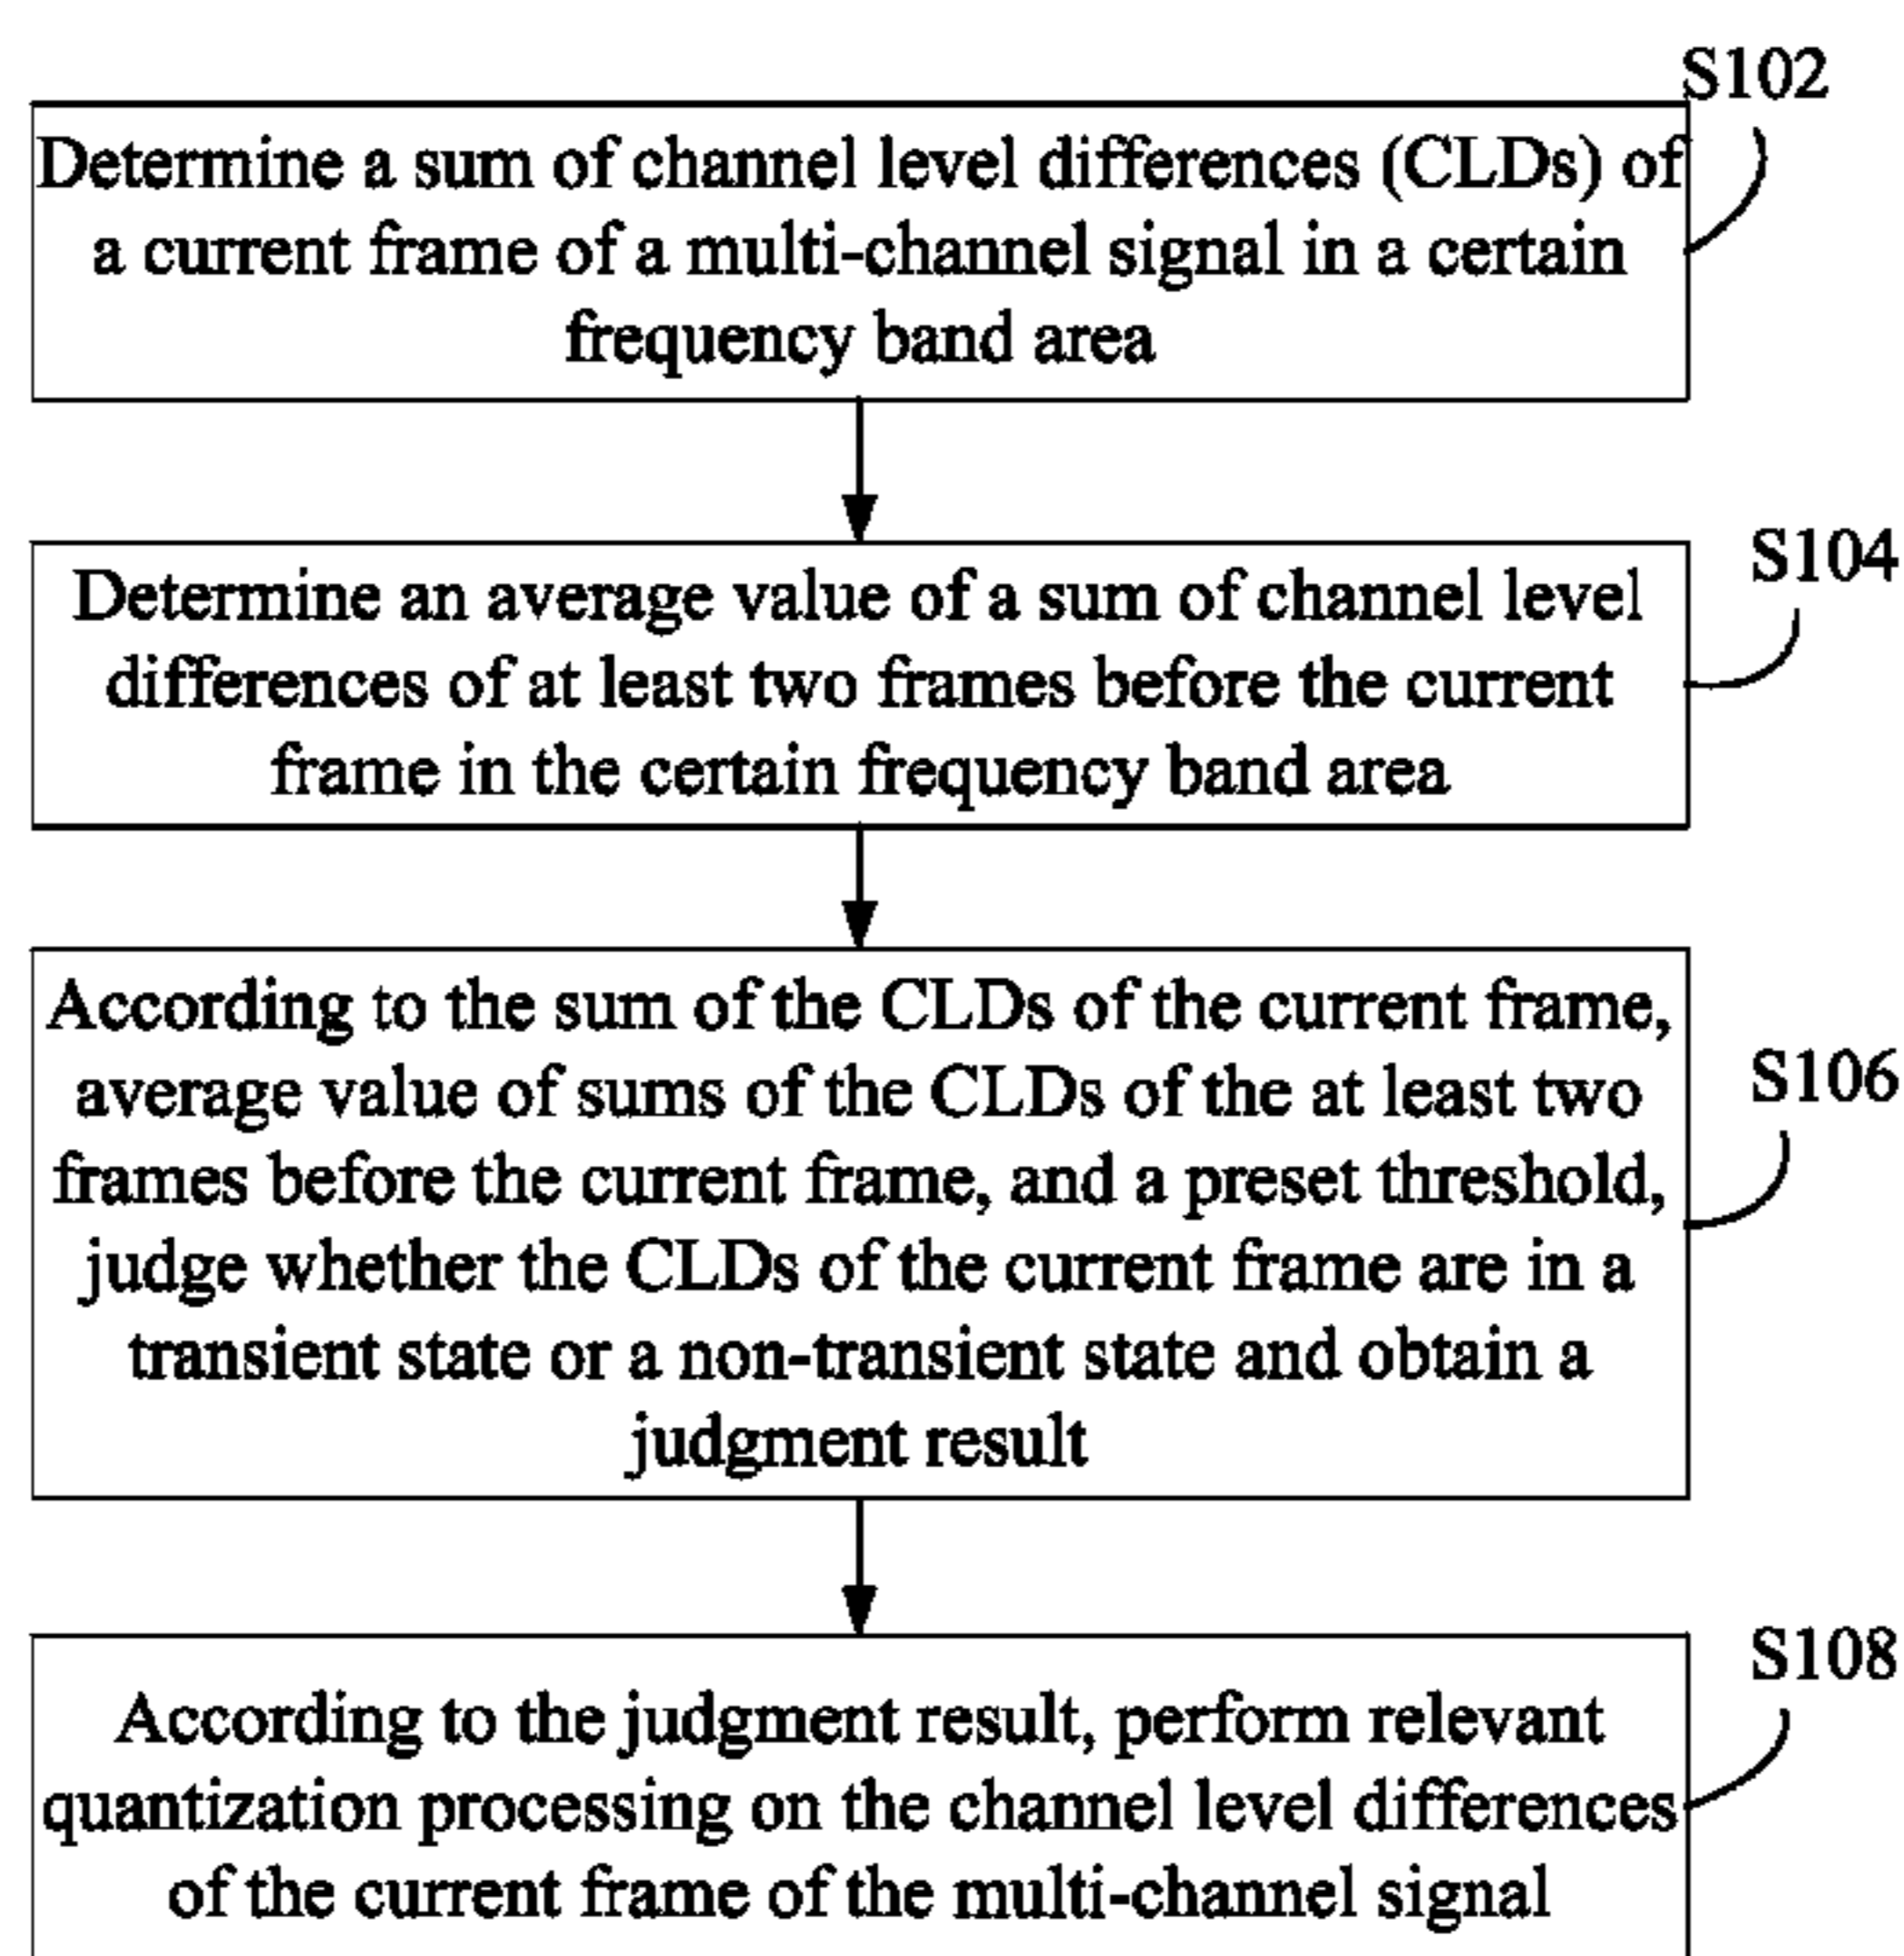 S102
Determine a sum of channel level differences (CLDs) of
a current frame of a multi-channel signal in a certain
frequency band area
S104
Determine an average value of a sum of channel level
differences of at least two frames before the current
frame in the certain frequency band area
According to the sum of the CLDs of the current frame,
average value of sums of the CLDs of the at least two
S106
frames before the current frame, and a preset threshold,
judge whether the CLDs of the current frame are in a
transient state or a non-transient state and obtain a
judgment result
S108
According to the judgment result, perform relevant
quantization processing on the channel level differences
of the current frame of the multi-channel signal